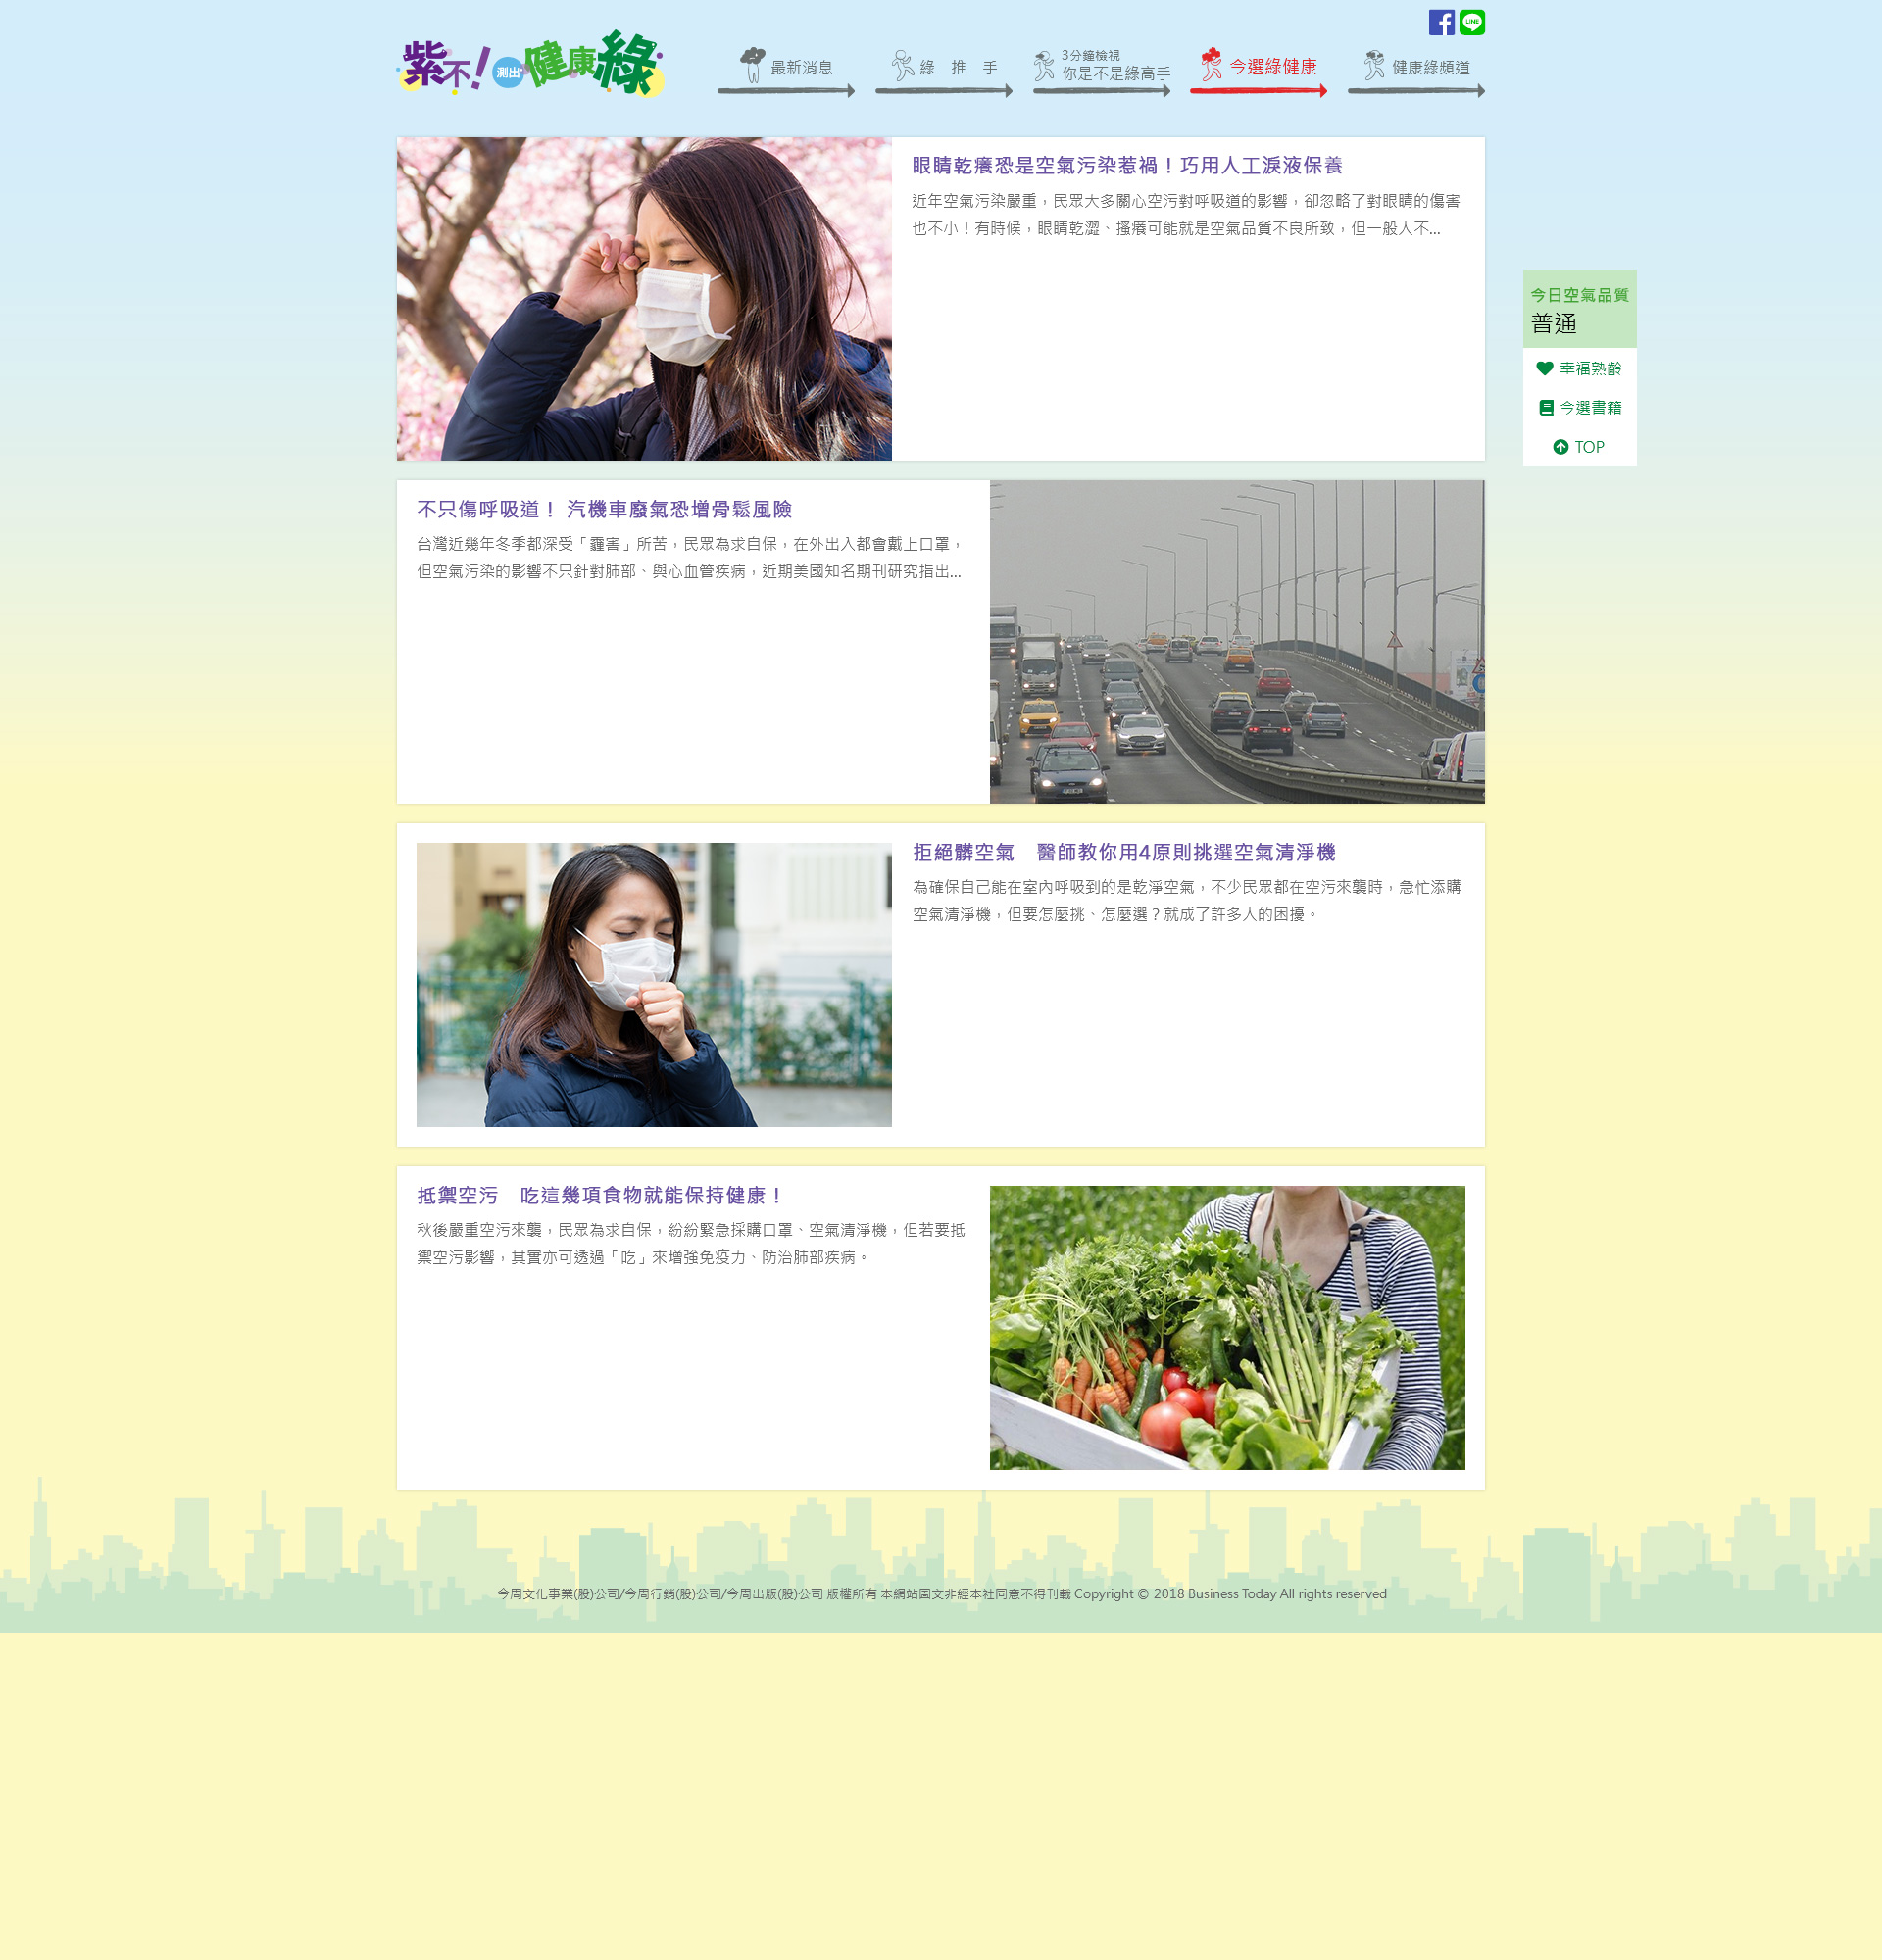 紫不!測出健康綠
最新消息
綠 推 手
3分鐘檢視
你是不是綠高手
今選綠健康
健康綠頻道
眼睛乾癢恐是空氣污染惹禍！巧用人工淚液保養
近年空氣污染嚴重，民眾大多關心空污對呼吸道的影響，卻忽略了對眼睛的傷害
也不小！有時候，眼睛乾澀、搔癢可能就是空氣品質不良所致，但一般人不...
今日空氣品質
普通
幸福熟齡
今選書籍
TOP
不只傷呼吸道！ 汽機車廢氣恐增骨鬆風險
台灣近幾年冬季都深受「霾害」所苦，民眾為求自保，在外出入都會戴上口罩，
但空氣污染的影響不只針對肺部、與心血管疾病，近期美國知名期刊研究指出...
拒絕髒空氣　醫師教你用4原則挑選空氣清淨機
為確保自己能在室內呼吸到的是乾淨空氣，不少民眾都在空污來襲時，急忙添購
空氣清淨機，但要怎麼挑、怎麼選？就成了許多人的困擾。
抵禦空污　吃這幾項食物就能保持健康！
秋後嚴重空污來襲，民眾為求自保，紛紛緊急採購口罩、空氣清淨機，但若要抵
禦空污影響，其實亦可透過「吃」來增強免疫力、防治肺部疾病。
今周文化事業(股)公司/今周行銷(股)公司/今周出版(股)公司 版權所有 本網站圖文非經本社同意不得刊載 Copyright © 2018 Business Today All rights reserved